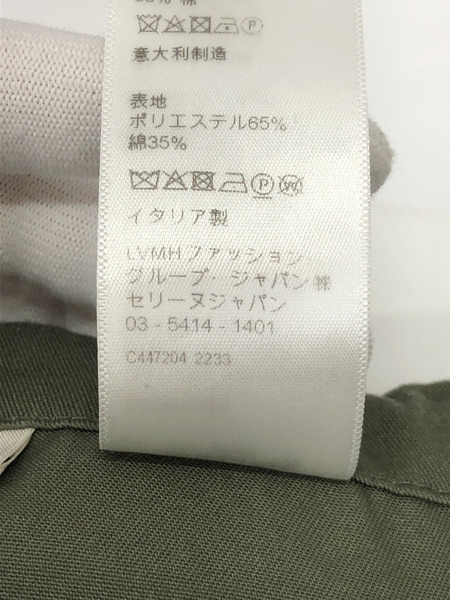 35% 棉
意大利制造
表地
ポリエステル65%
綿35%
イタリア製
LVMHファッション・
グループ・ジャパン㈱
セリーヌジャパン
03 - 5414 - 1401
C447204 2233